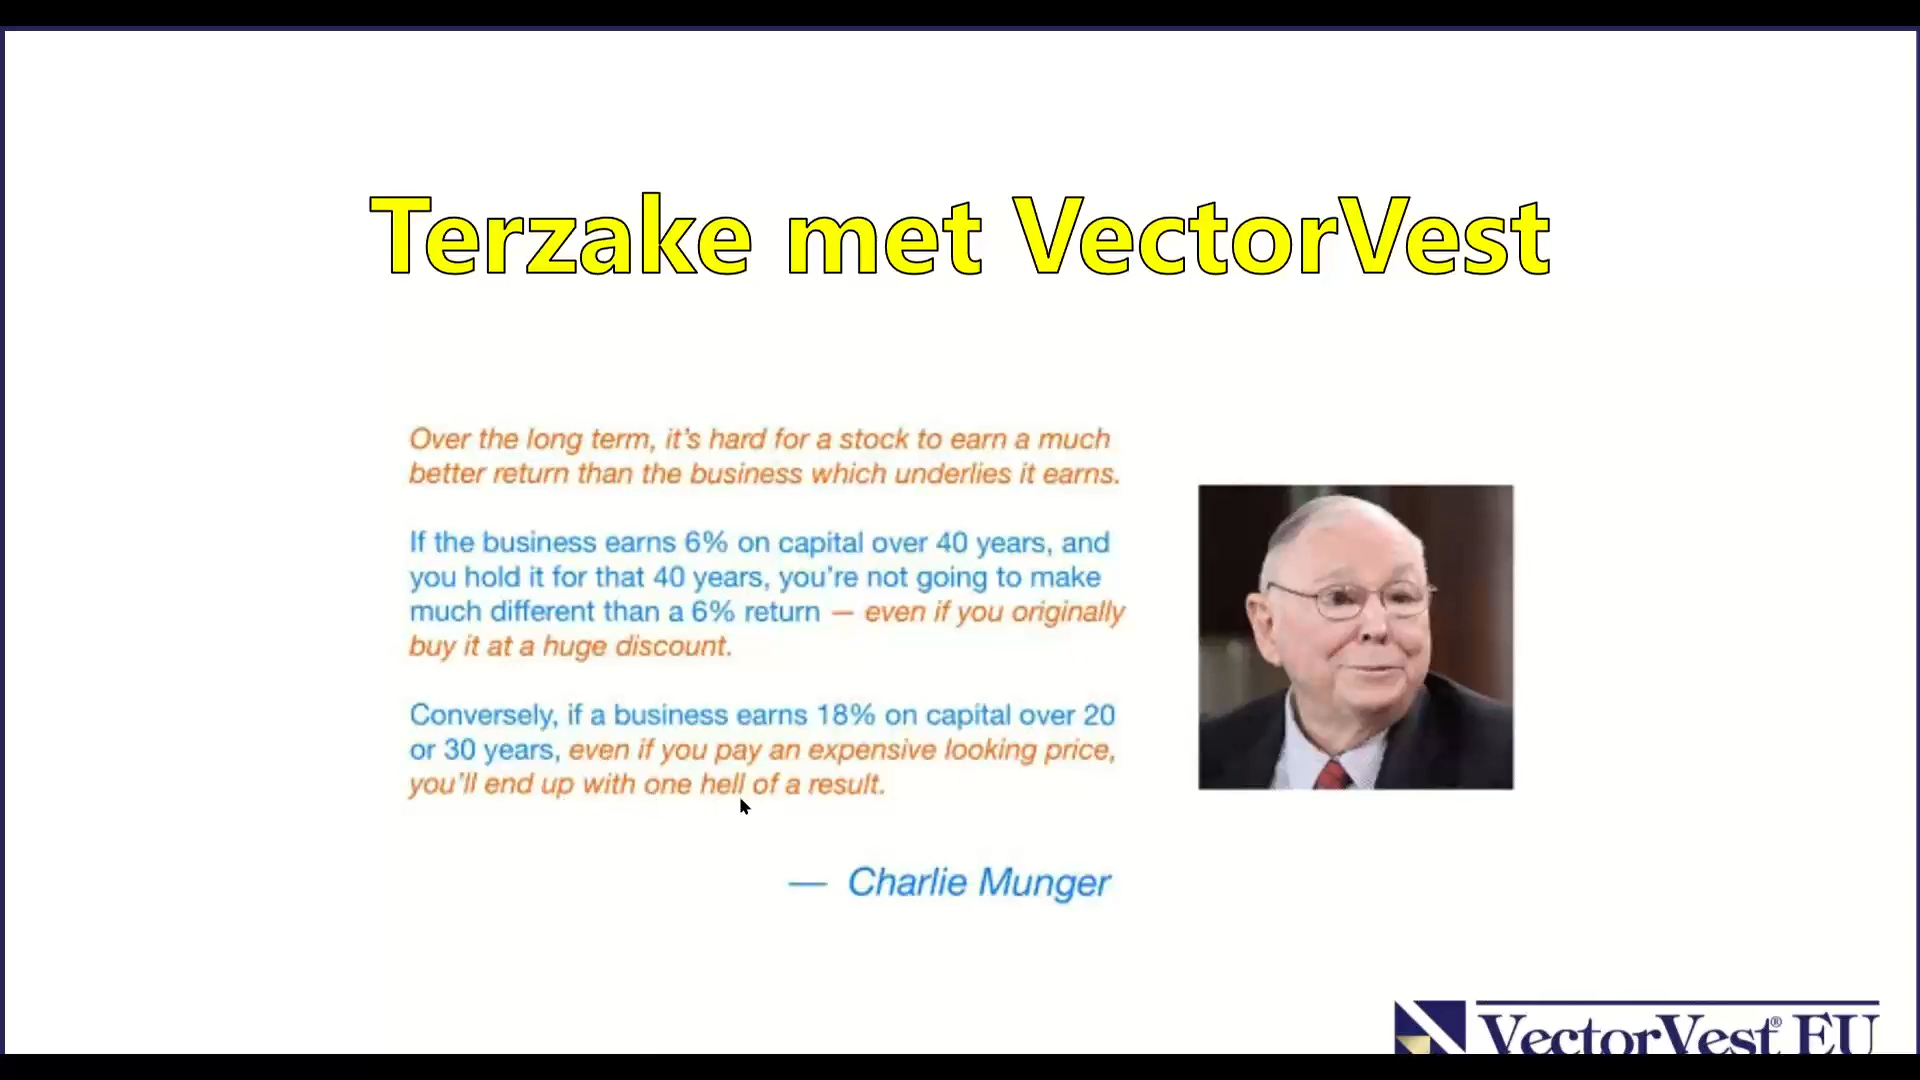 Terzake met VectorVest
Over the long term, it's hard for a stock to earn a much
better return than the business which underlies it earns.
If the business earns 6% on capital over 40 years, and
you hold it for that 40 years, you're not going to make
much different than a 6% return — even if you originally
buy it at a huge discount.
Conversely, if a business earns 18% on capital over 20
or 30 years, even if you pay an expensive looking price,
you'll end up with one hell of a result.
— Charlie Munger
VectorVest® EU